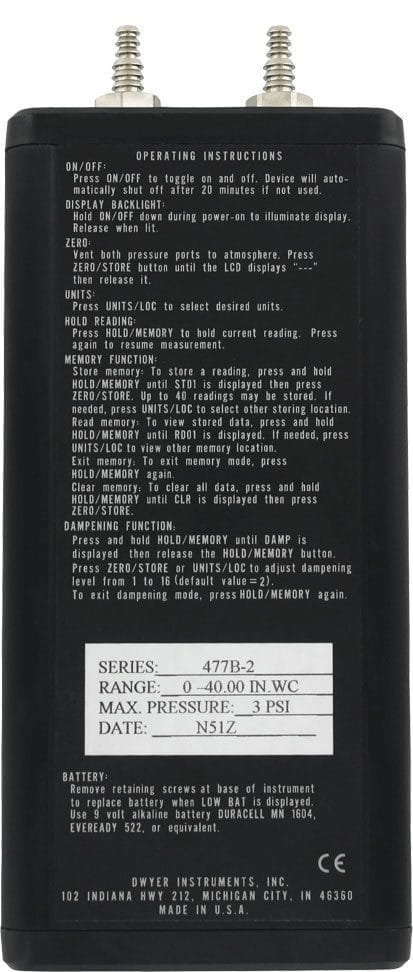 OPERATING INSTRUCTIONS
ON/OFF:
Press ON/OFF to toggle on and off. Device will auto-
matically shut off after 20 minutes if not used.
DISPLAY BACKLIGHT:
Hold ON/OFF down during power-on to illuminate display.
Release when lit.
ZERO:
Vent both pressure ports to atmosphere. Press
ZERO/STORE button until the LCD displays "---"
then release it.
UNITS:
Press UNITS/LOC to select desired units.
HOLD READING:
Press HOLD/MEMORY to hold current reading. Press
again to resume measurement.
MEMORY FUNCTION:
Store memory: To store a reading, press and hold
HOLD/MEMORY until ST01 is displayed then press
ZERO/STORE. Up to 40 readings may be stored. If
needed, press UNITS/LOC to select other storing location.
Read memory: To view stored data, press and hold
HOLD/MEMORY until RD01 is displayed. If needed, press
UNITS/LOC to view other memory location.
Exit memory: To exit memory mode, press
HOLD/MEMORY again.
Clear memory: To clear all data, press and hold
HOLD/MEMORY until CLR is displayed then press
ZERO/STORE.
DAMPENING FUNCTION:
Press and hold HOLD/MEMORY until DAMP is
displayed then release the HOLD/MEMORY button.
Press ZERO/STORE or UNITS/LOC to adjust dampening
level from 1 to 16 (default value=2).
To exit dampening mode, press HOLD/MEMORY again.
SERIES: 477B-2
RANGE: 0 -40.00 IN.WC
MAX. PRESSURE: 3 PSI
DATE: N51Z
BATTERY:
Remove retaining screws at base of instrument
to replace battery when LOW BAT is displayed.
Use 9 volt alkaline battery DURACELL MN 1604,
EVEREADY 522, or equivalent.
CE
DWYER INSTRUMENTS, INC.
102 INDIANA HWY 212, MICHIGAN CITY, IN 46360
MADE IN U.S.A.